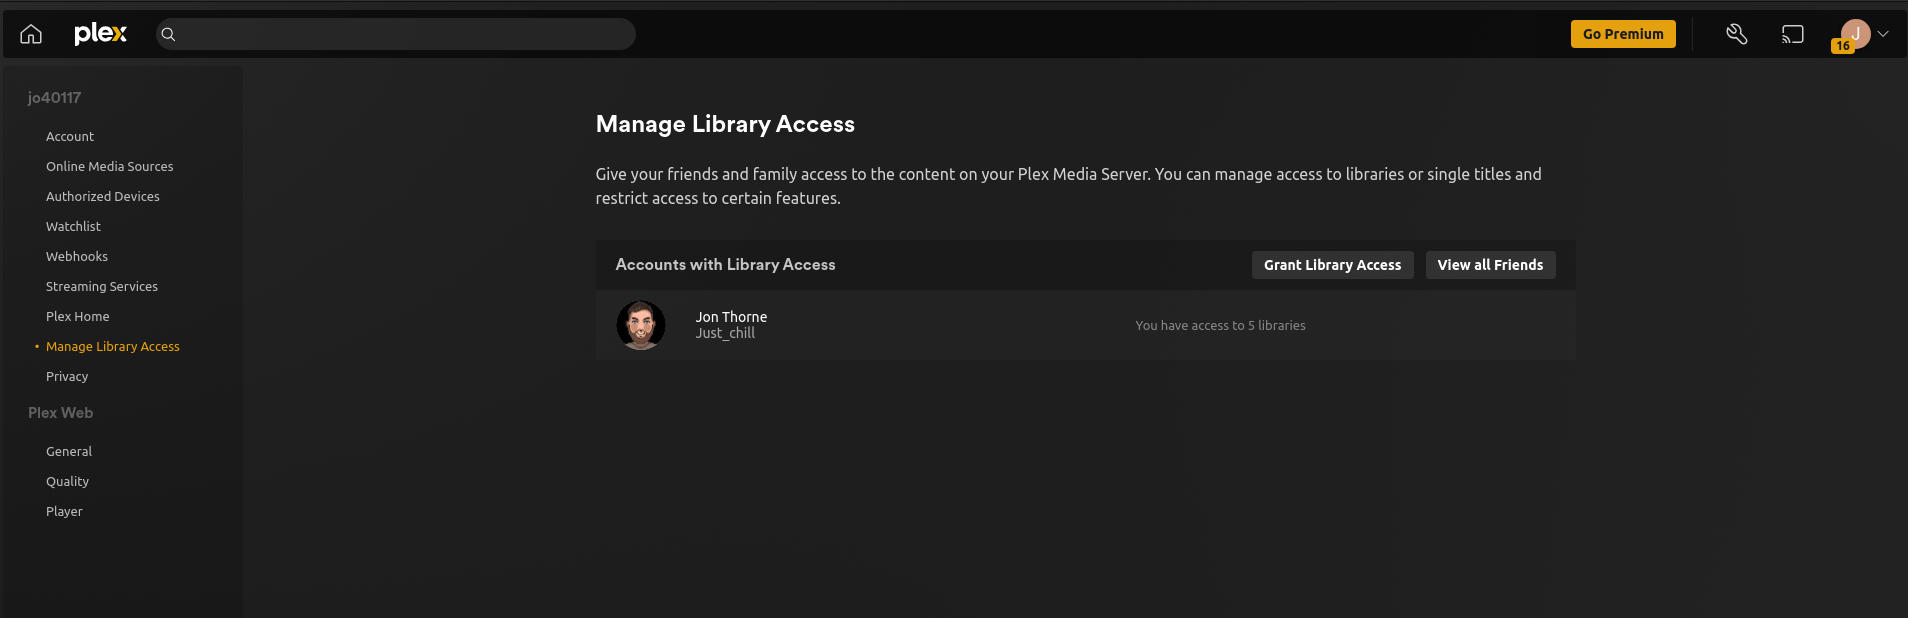 plex
Go Premium
J
16
jo40117
Account
Online Media Sources
Authorized Devices
Watchlist
Webhooks
Streaming Services
Plex Home
• Manage Library Access
Privacy
Plex Web
General
Quality
Player
Manage Library Access
Give your friends and family access to the content on your Plex Media Server. You can manage access to libraries or single titles and
restrict access to certain features.
Accounts with Library Access
Grant Library Access
View all Friends
Jon Thorne
Just_chill
You have access to 5 libraries